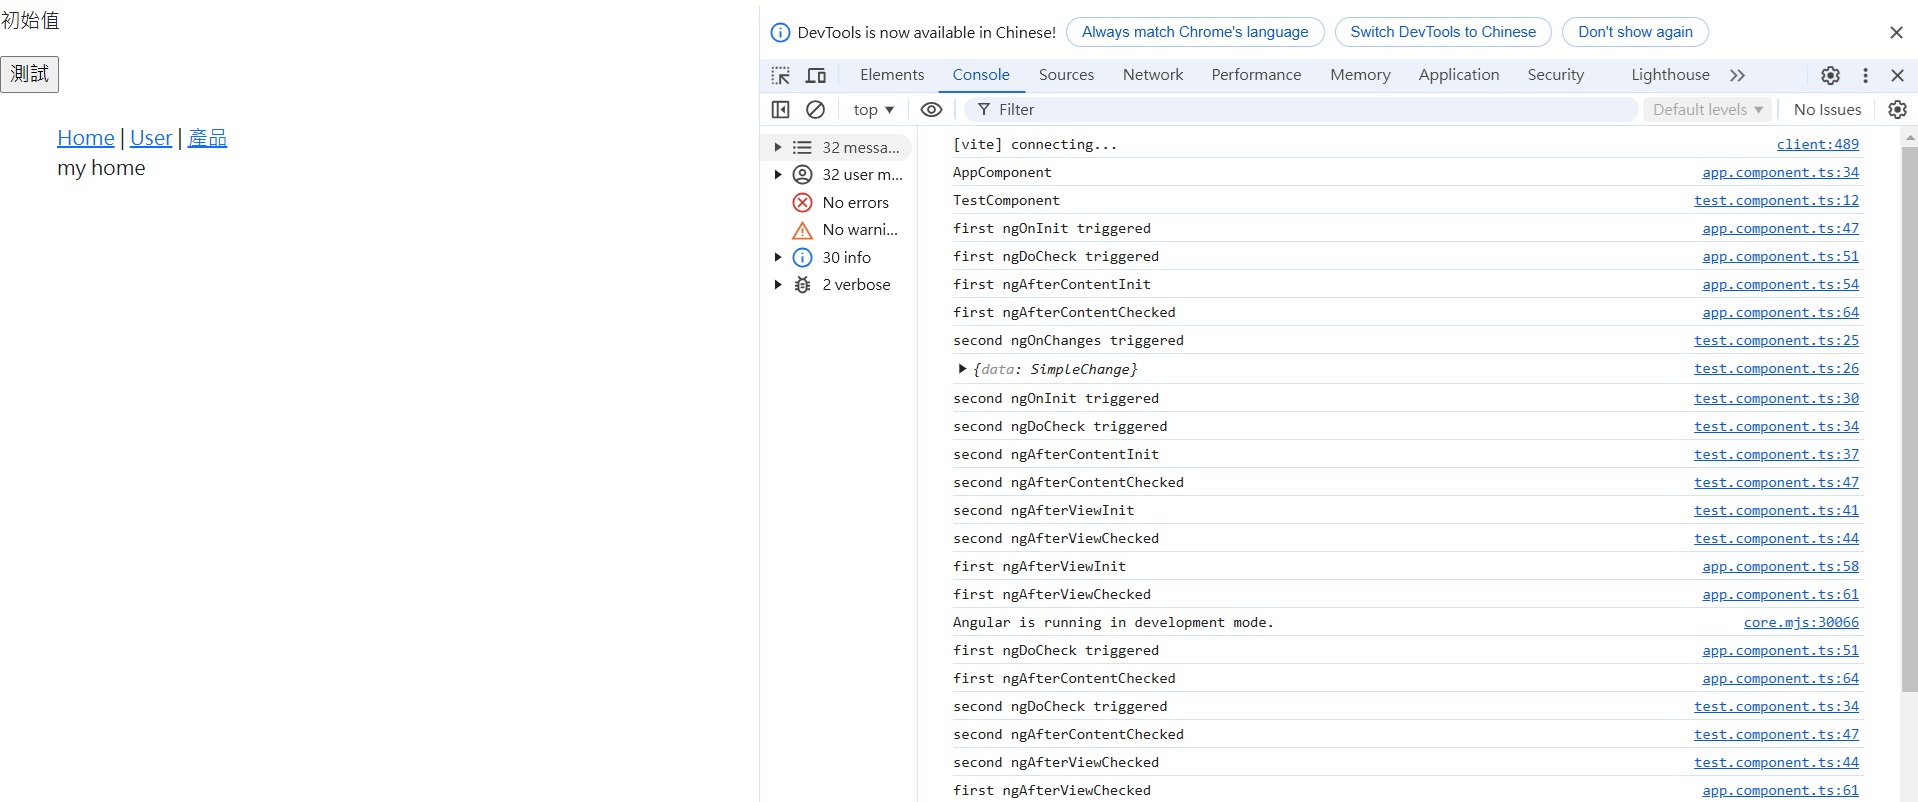 初始值
測試
Home | User | 產品
my home
DevTools is now available in Chinese! Always match Chrome's language Switch DevTools to Chinese Don't show again
Elements Console Sources Network Performance Memory Application Security Lighthouse
top Filter Default levels No Issues
32 messa...
32 user m...
No errors
No warni...
30 info
2 verbose
[vite] connecting... client:489
AppComponent app.component.ts:34
TestComponent test.component.ts:12
first ngOnInit triggered app.component.ts:47
first ngDoCheck triggered app.component.ts:51
first ngAfterContentInit app.component.ts:54
first ngAfterContentChecked app.component.ts:64
second ngOnChanges triggered test.component.ts:25
{data: SimpleChange} test.component.ts:26
second ngOnInit triggered test.component.ts:30
second ngDoCheck triggered test.component.ts:34
second ngAfterContentInit test.component.ts:37
second ngAfterContentChecked test.component.ts:47
second ngAfterViewInit test.component.ts:41
second ngAfterViewChecked test.component.ts:44
first ngAfterViewInit app.component.ts:58
first ngAfterViewChecked app.component.ts:61
Angular is running in development mode. core.mjs:30066
first ngDoCheck triggered app.component.ts:51
first ngAfterContentChecked app.component.ts:64
second ngDoCheck triggered test.component.ts:34
second ngAfterContentChecked test.component.ts:47
second ngAfterViewChecked test.component.ts:44
first ngAfterViewChecked app.component.ts:61